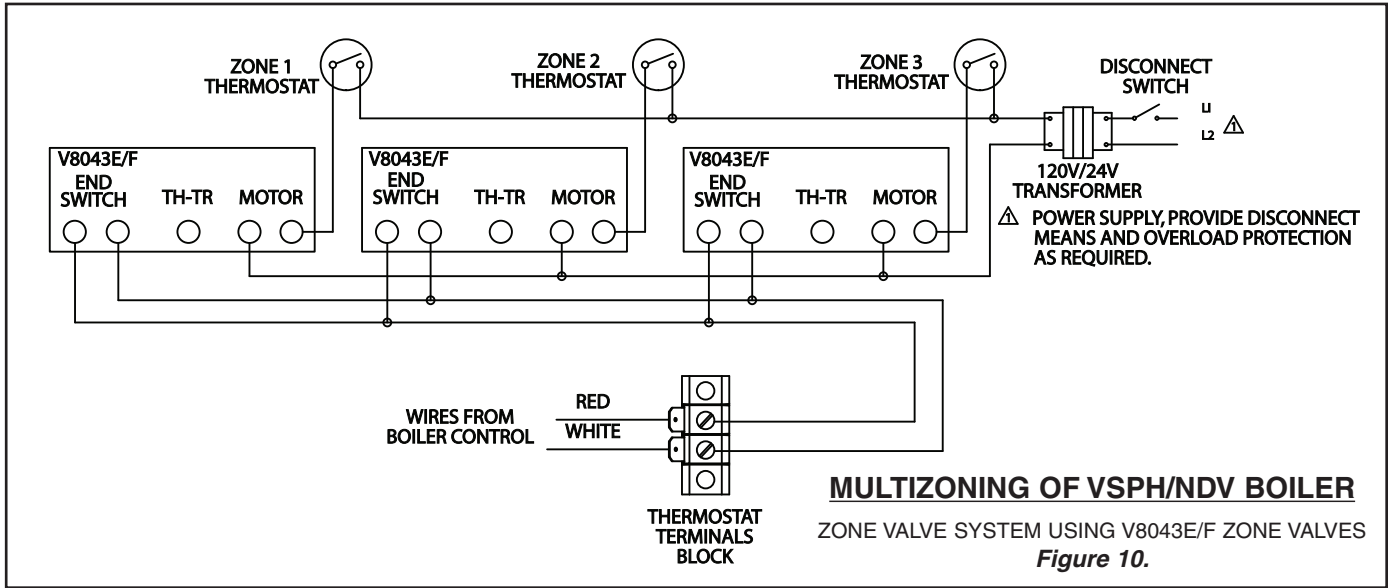 ZONE 1
THERMOSTAT
ZONE 2
THERMOSTAT
ZONE 3
THERMOSTAT
DISCONNECT
SWITCH
L1
L2
1
V8043E/F
END
SWITCH
TH-TR
MOTOR
V8043E/F
END
SWITCH
TH-TR
MOTOR
V8043E/F
END
SWITCH
TH-TR
MOTOR
120V/24V
TRANSFORMER
1 POWER SUPPLY, PROVIDE DISCONNECT
MEANS AND OVERLOAD PROTECTION
AS REQUIRED.
WIRES FROM
BOILER CONTROL
RED
WHITE
THERMOSTAT
TERMINALS
BLOCK
MULTIZONING OF VSPH/NDV BOILER
ZONE VALVE SYSTEM USING V8043E/F ZONE VALVES
Figure 10.